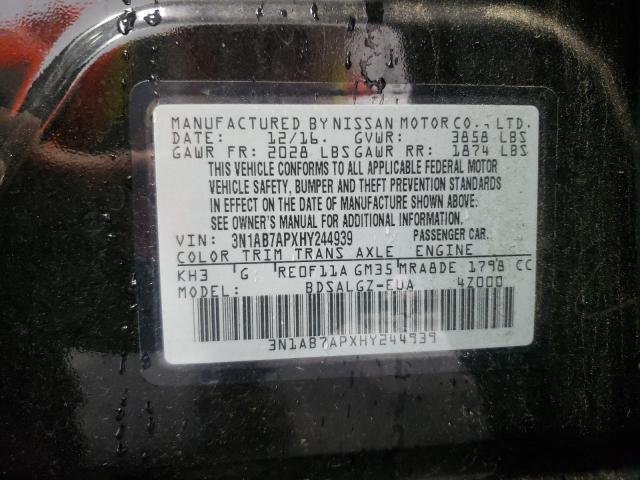 MANUFACTURED BY NISSAN MOTOR CO., LTD.
DATE: 12/16. GVWR: 3858 LBS
GAWR FR: 2028 LBS GAWR RR: 1874 LBS
THIS VEHICLE CONFORMS TO ALL APPLICABLE FEDERAL MOTOR
VEHICLE SAFETY, BUMPER AND THEFT PREVENTION STANDARDS
IN EFFECT ON THE DATE OF MANUFACTURE SHOWN ABOVE.
SEE OWNER'S MANUAL FOR ADDITIONAL INFORMATION.
VIN: 3N1AB7APXHY244939 PASSENGER CAR.
COLOR TRIM TRANS AXLE ENGINE
KH3 G RE0F11A GM35 MRA8DE 1798 CC
MODEL: BDSALGZ-EUA 4Z000
3N1AB7APXHY244939